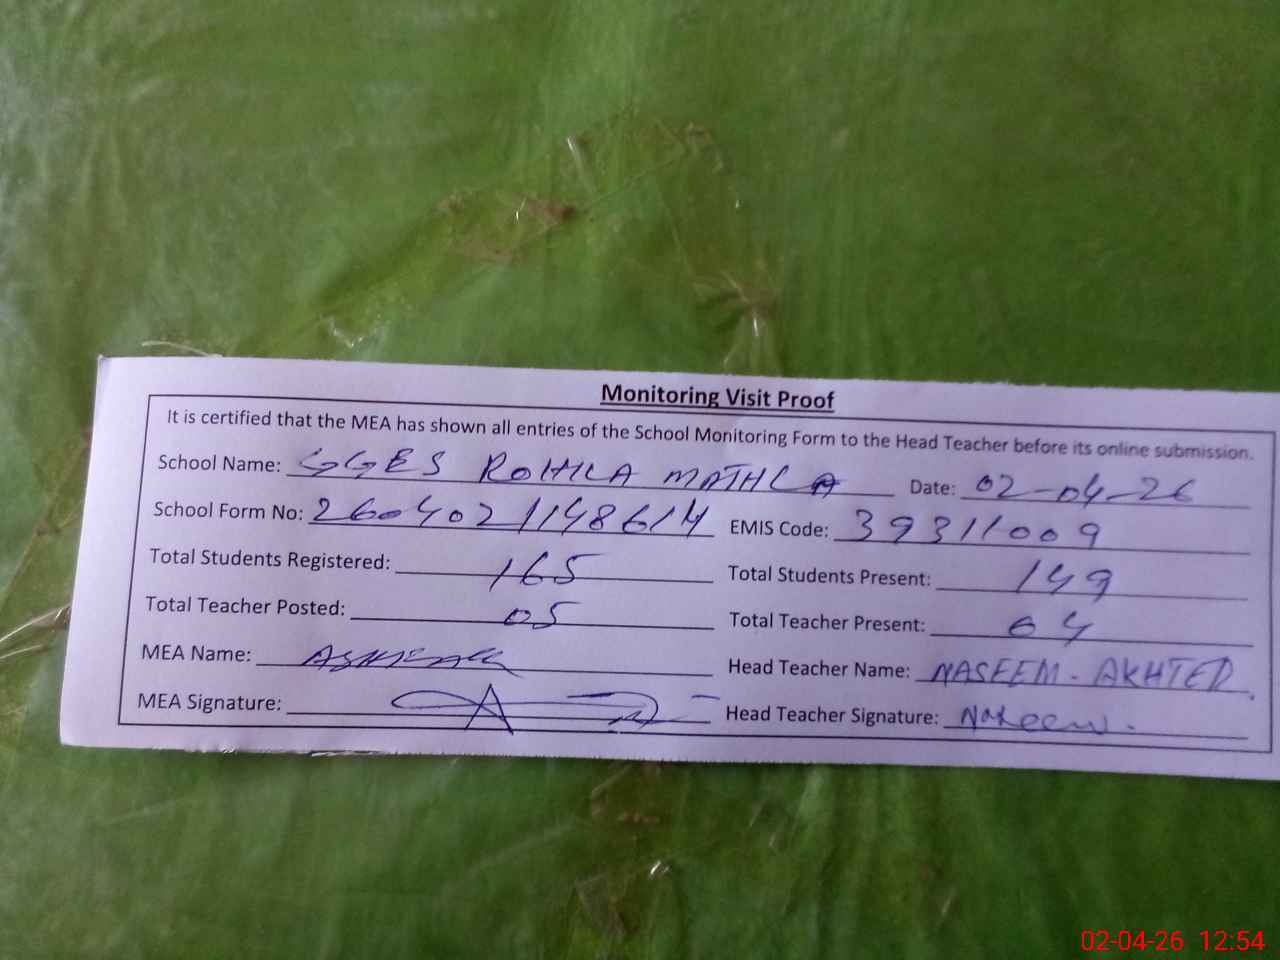 Monitoring Visit Proof
It is certified that the MEA has shown all entries of the School Monitoring Form to the Head Teacher before its online submission.
School Name: GGES ROHILA MATHLA Date: 02-04-26
School Form No: 2604021148614 EMIS Code: 39311009
Total Students Registered: 165 Total Students Present: 149
Total Teacher Posted: 05 Total Teacher Present: 04
MEA Name: Head Teacher Name: NASEEM. AKHTER
MEA Signature: Head Teacher Signature: Naseem.
02-04-26 12:54